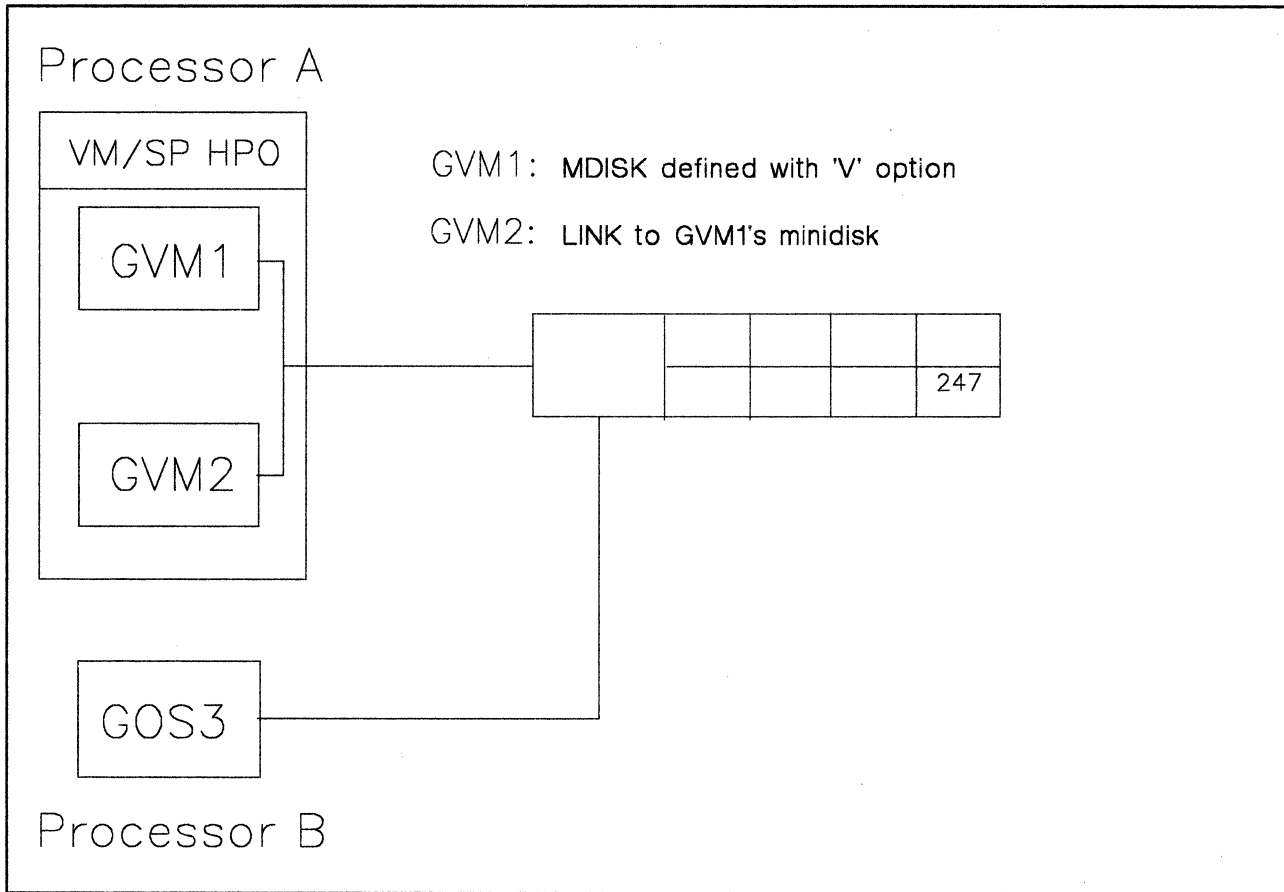 Processor A
VM/SP HPO
GVM1: MDISK defined with 'V' option
GVM1
GVM2: LINK to GVM1's minidisk
247
GVM2
GOS3
Processor B